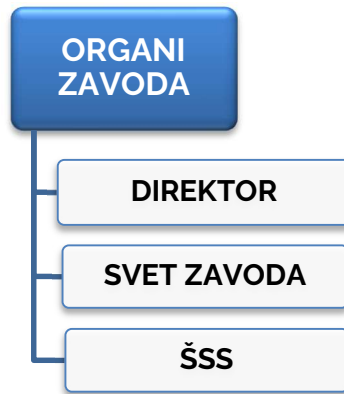 ORGANI
ZAVODA
DIREKTOR
SVET ZAVODA
ŠSS